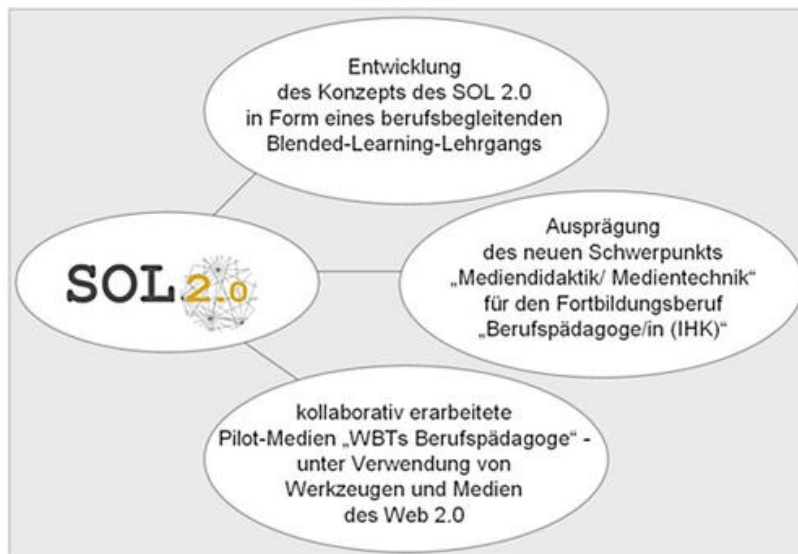 Entwicklung
des Konzepts des SOL 2.0
in Form eines berufsbegleitenden
Blended-Learning-Lehrgangs
SOL 2.0
Ausprägung
des neuen Schwerpunkts
„Mediendidaktik/ Medientechnik“
für den Fortbildungsberuf
„Berufspädagoge/in (IHK)“
kollaborativ erarbeitete
Pilot-Medien „WBTs Berufspädagoge“ -
unter Verwendung von
Werkzeugen und Medien
des Web 2.0